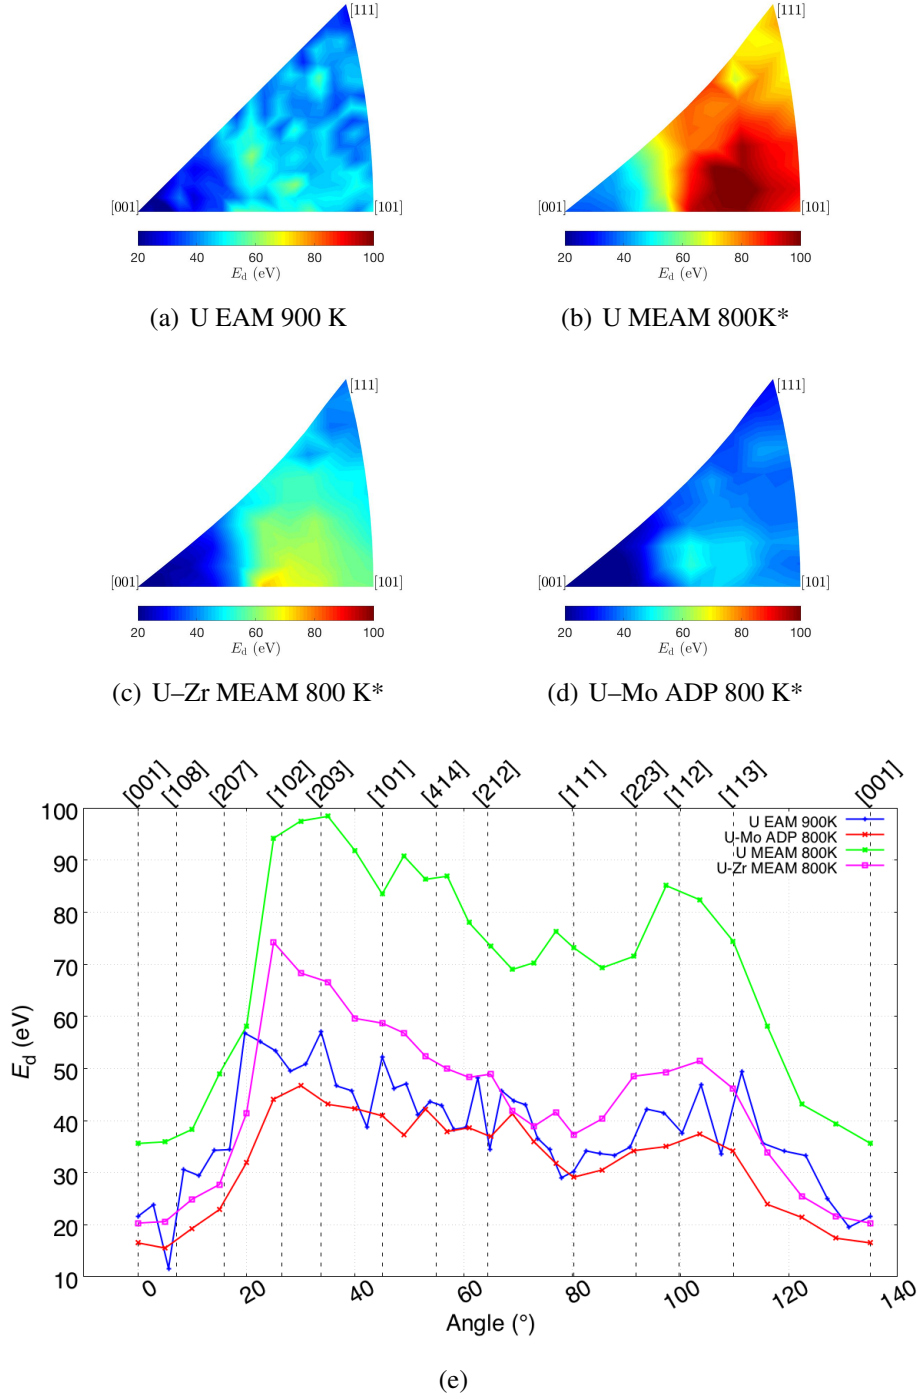 [111] [111]
[001] [101] [001] [101]
20 40 60 80 100 20 40 60 80 100
E_d (eV) E_d (eV)
(a) U EAM 900 K (b) U MEAM 800K*
[111] [111]
[001] [101] [001] [101]
20 40 60 80 100 20 40 60 80 100
E_d (eV) E_d (eV)
(c) U–Zr MEAM 800 K* (d) U–Mo ADP 800 K*
[001] [108] [207] [102] [203] [101] [414] [212] [111] [223] [112] [113] [001]
100
U EAM 900K
U-Mo ADP 800K
U MEAM 800K
U-Zr MEAM 800K
90
80
70
60
50
40
30
20
10
E_d (eV)
0 20 40 60 80 100 120 140
Angle (°)
(e)